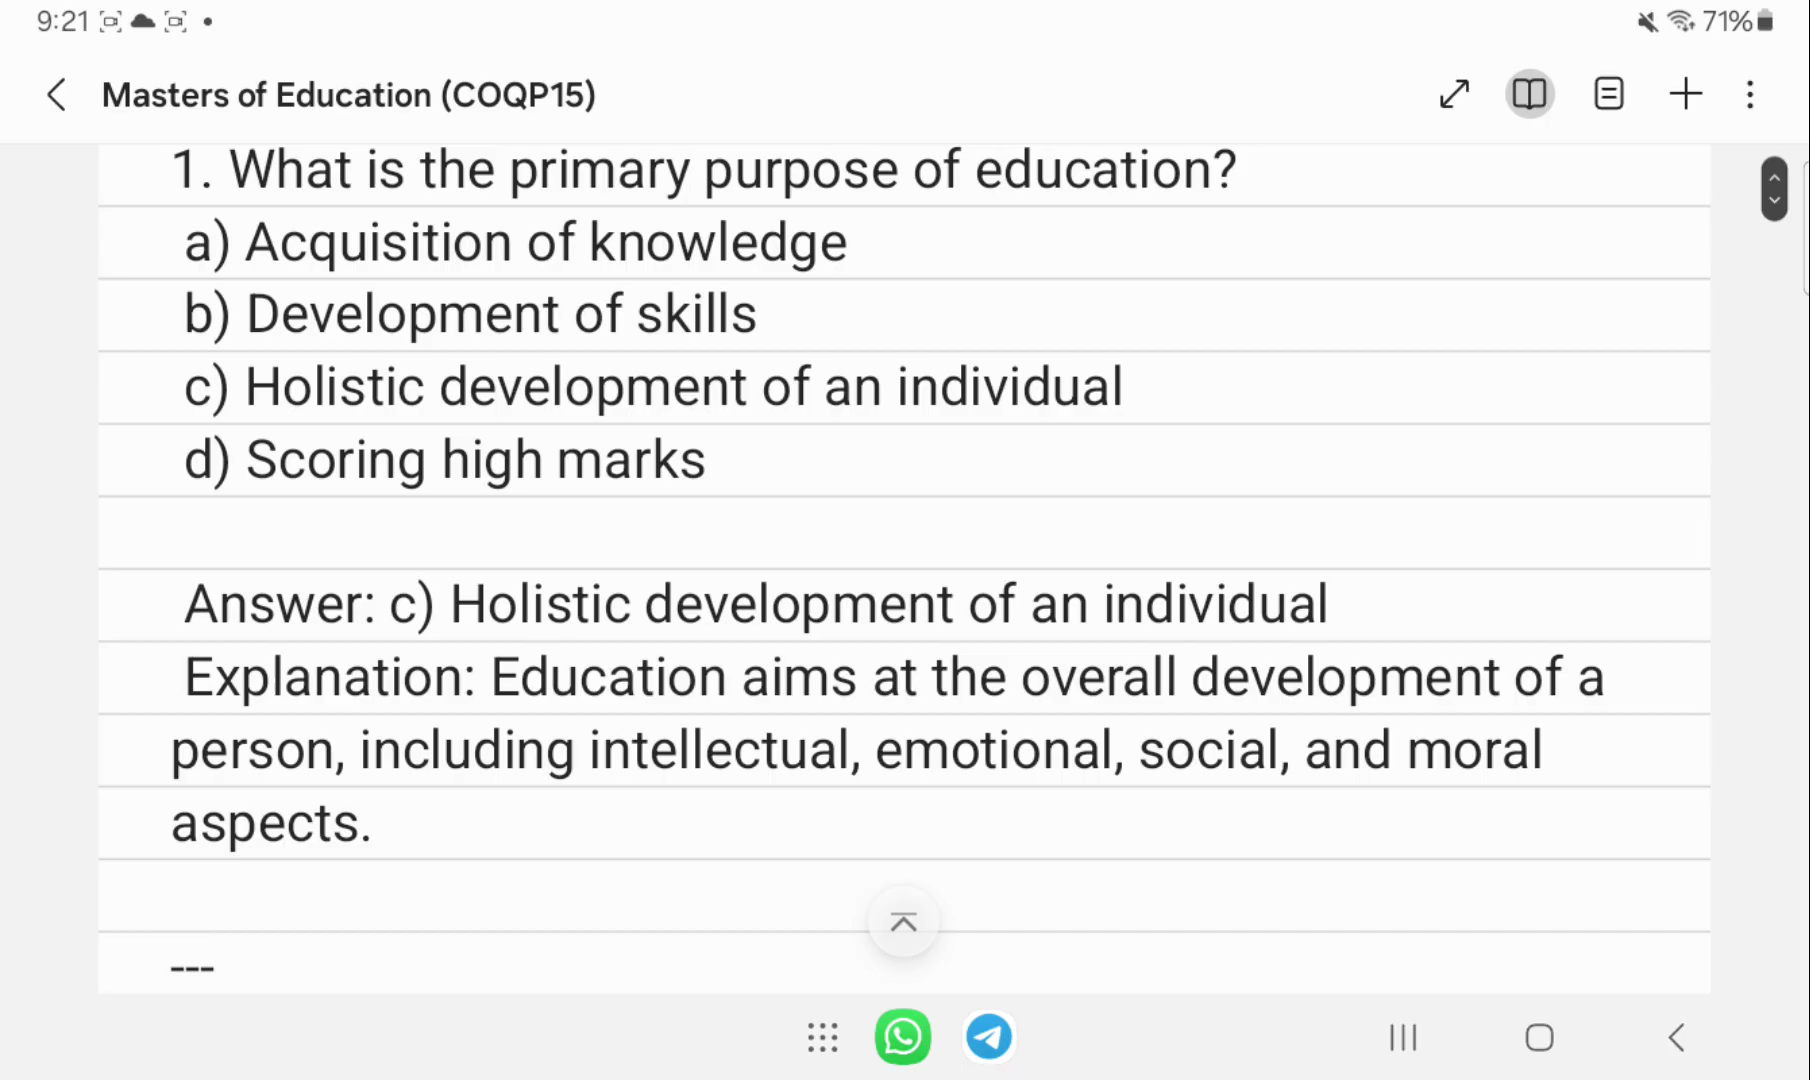 9:21
71%
Masters of Education (COQP15)
1. What is the primary purpose of education?
a) Acquisition of knowledge
b) Development of skills
c) Holistic development of an individual
d) Scoring high marks
Answer: c) Holistic development of an individual
Explanation: Education aims at the overall development of a
person, including intellectual, emotional, social, and moral
aspects.
---